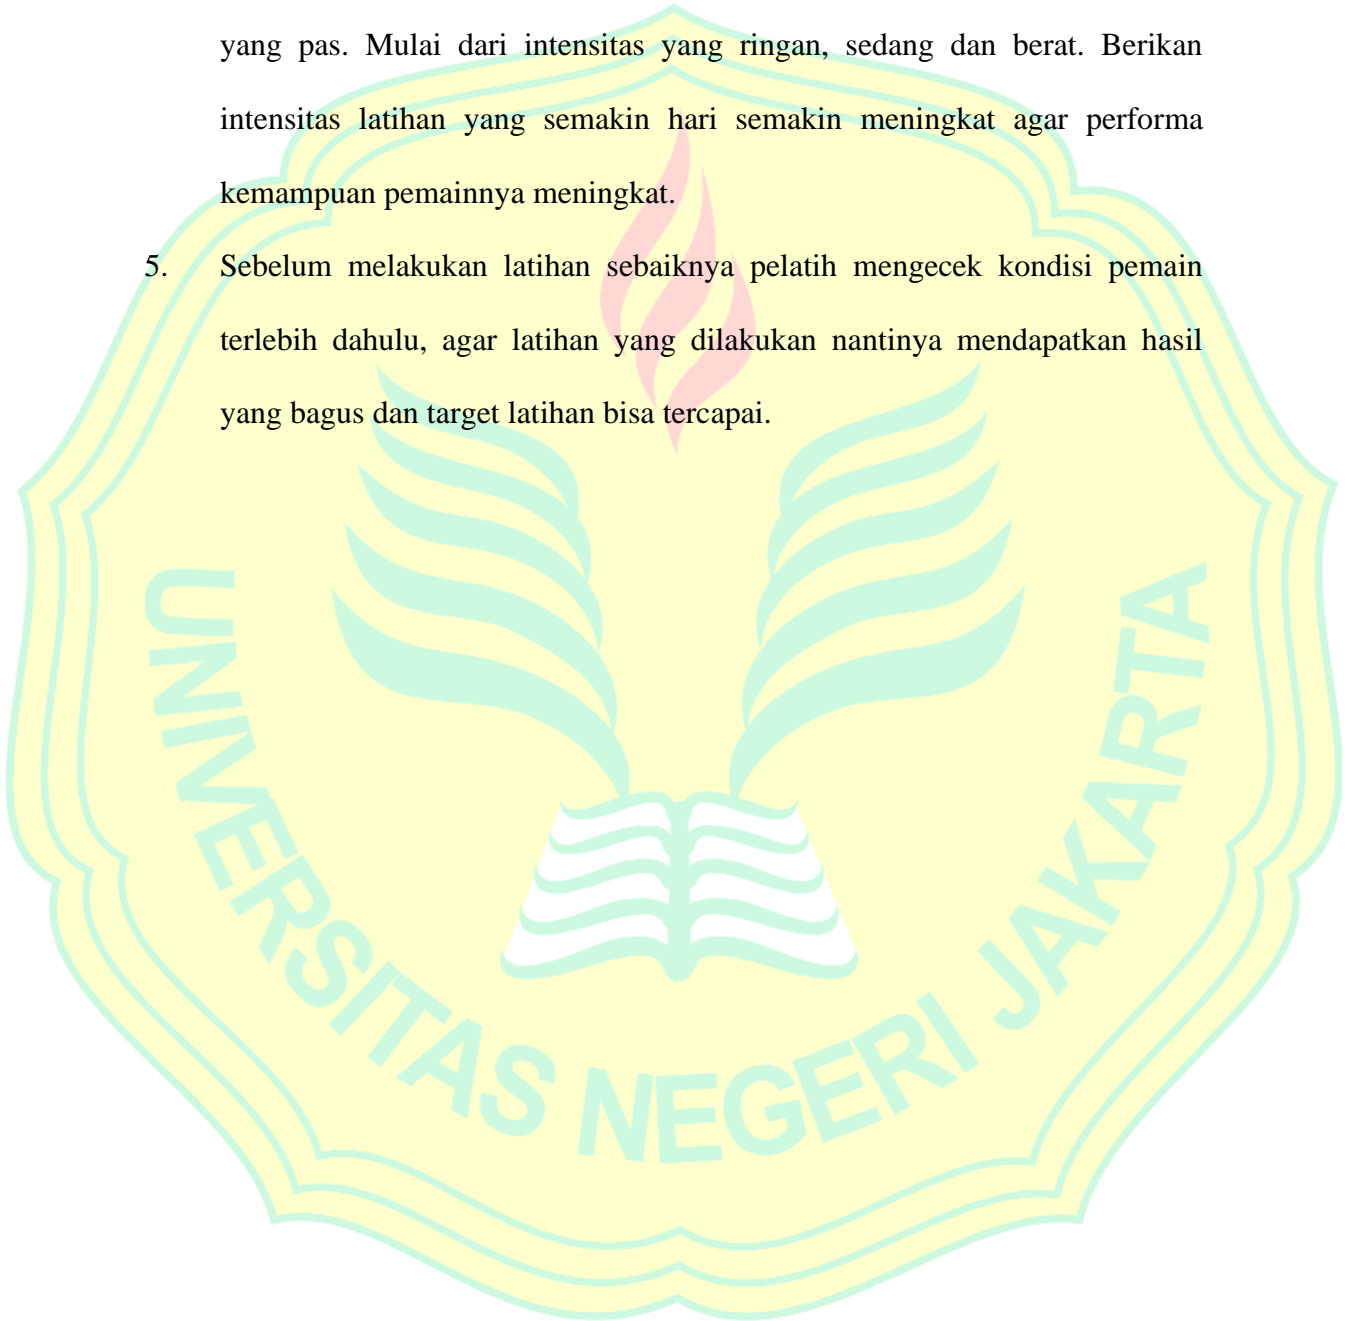 yang pas. Mulai dari intensitas yang ringan, sedang dan berat. Berikan
intensitas latihan yang semakin hari semakin meningkat agar performa
kemampuan pemainnya meningkat.
5. Sebelum melakukan latihan sebaiknya pelatih mengecek kondisi pemain
terlebih dahulu, agar latihan yang dilakukan nantinya mendapatkan hasil
yang bagus dan target latihan bisa tercapai.
UNIVERSITAS NEGERI JAKARTA